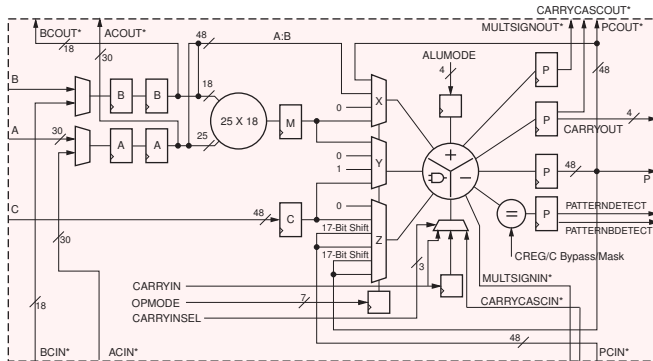 CARRYCASCOUT*
BCOUT* ACOUT* MULTSIGNOUT* PCOUT*
48 A:B
18 30 ALUMODE
B 4 P 48
B B 18 X
0
25 X 18 M P 4
A 30 CARRYOUT
A A 25 0 Y
1 P 48 P
C 48 C 0 = P PATTERNDETECT
17-Bit Shift PATTERNBDETECT
30 17-Bit Shift Z CREG/C Bypass/Mask
3
CARRYIN MULTSIGNIN*
18 OPMODE 7 CARRYCASCIN*
CARRYINSEL
48
BCIN* ACIN* PCIN*